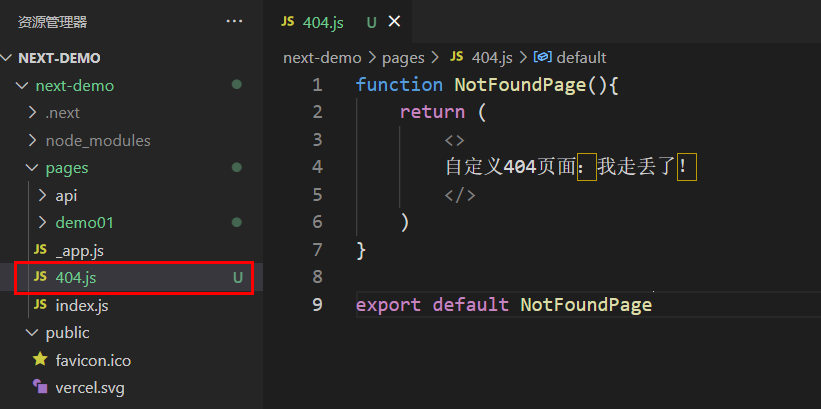 资源管理器 ···
NEXT-DEMO
next-demo
.next
node_modules
pages
api
demo01
JS _app.js
JS 404.js U
JS index.js
public
favicon.ico
vercel.svg
JS 404.js U ×
next-demo > pages > JS 404.js > default
1 function NotFoundPage(){
2 return (
3 <>
4 自定义404页面：我走丢了！
5 </>
6 )
7 }
8
9 export default NotFoundPage